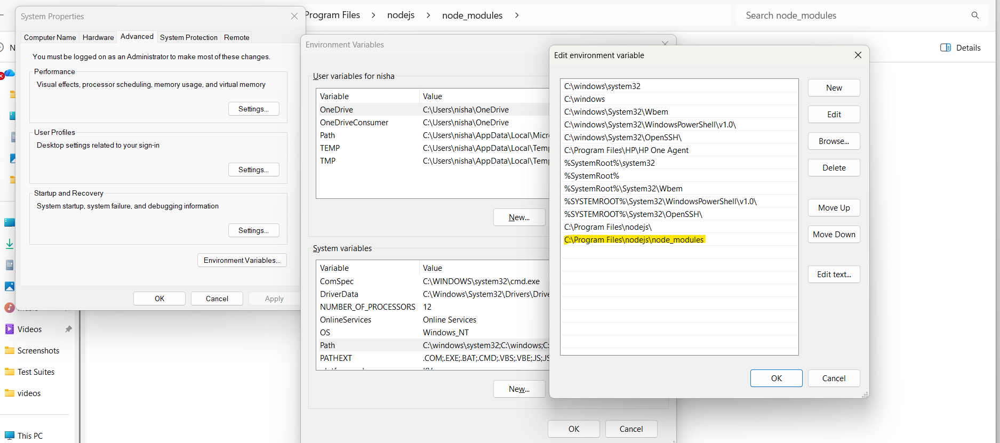 System Properties
Computer Name
Hardware
Advanced
System Protection
Remote
You must be logged on as an Administrator to make most of these changes.
Performance
Visual effects, processor scheduling, memory usage, and virtual memory
Settings...
User Profiles
Desktop settings related to your sign-in
Settings...
Startup and Recovery
System startup, system failure, and debugging information
Settings...
Environment Variables...
OK
Cancel
Apply
Videos
Screenshots
Test Suites
videos
This PC
Program Files > nodejs > node_modules >
Search node_modules
Details
Environment Variables
User variables for nisha
Variable Value
OneDrive C:\Users\nisha\OneDrive
OneDriveConsumer C:\Users\nisha\OneDrive
Path C:\Users\nisha\AppData\Local\Micr
TEMP C:\Users\nisha\AppData\Local\Temp
TMP C:\Users\nisha\AppData\Local\Temp
New...
System variables
Variable Value
ComSpec C:\WINDOWS\system32\cmd.exe
DriverData C:\Windows\System32\Drivers\Drive
NUMBER_OF_PROCESSORS 12
OnlineServices Online Services
OS Windows_NT
Path C:\windows\system32;C:\windows;C:
PATHEXT .COM;.EXE;.BAT;.CMD;.VBS;.VBE;.JS;.JS
New...
OK
Cancel
Edit environment variable
C:\windows\system32
C:\windows
C:\windows\System32\Wbem
C:\windows\System32\WindowsPowerShell\v1.0\
C:\windows\System32\OpenSSH\
C:\Program Files\HP\HP One Agent
%SystemRoot%\system32
%SystemRoot%
%SystemRoot%\System32\Wbem
%SYSTEMROOT%\System32\WindowsPowerShell\v1.0\
%SYSTEMROOT%\System32\OpenSSH\
C:\Program Files\nodejs\
C:\Program Files\nodejs\node_modules
New
Edit
Browse...
Delete
Move Up
Move Down
Edit text...
OK
Cancel